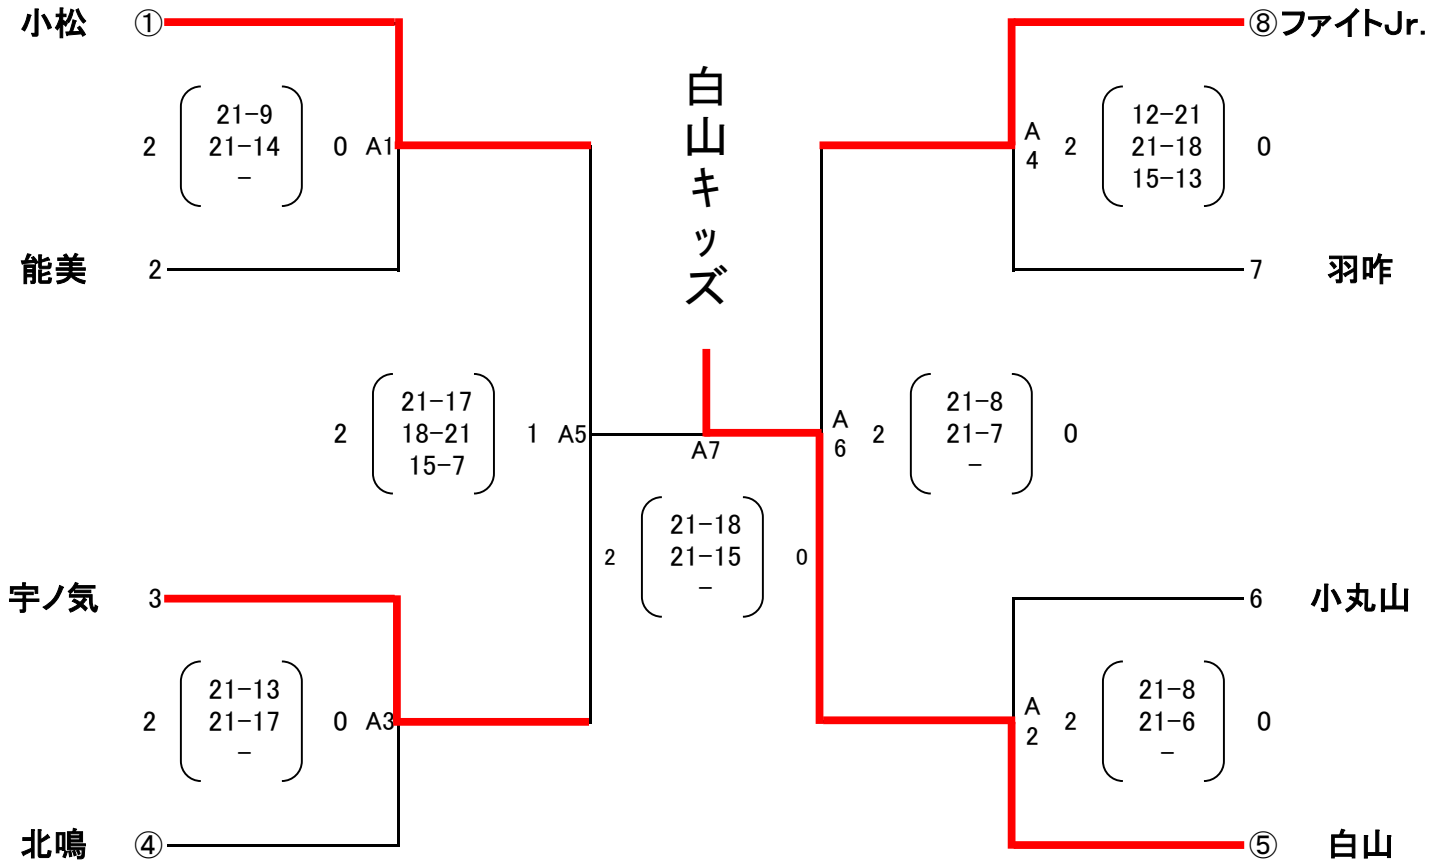 小松 ①
⑧ファイトJr.
白山キッズ
2 21-9 0 A1
21-14
-
A4 2 12-21 0
21-18
15-13
能美 2
7 羽咋
2 21-17 1 A5
18-21
15-7
A7
A6 2 21-8 0
21-7
-
2 21-18 0
21-15
-
宇ノ気 3
6 小丸山
2 21-13 0 A3
21-17
-
A2 2 21-8 0
21-6
-
北鳴 ④
⑤ 白山